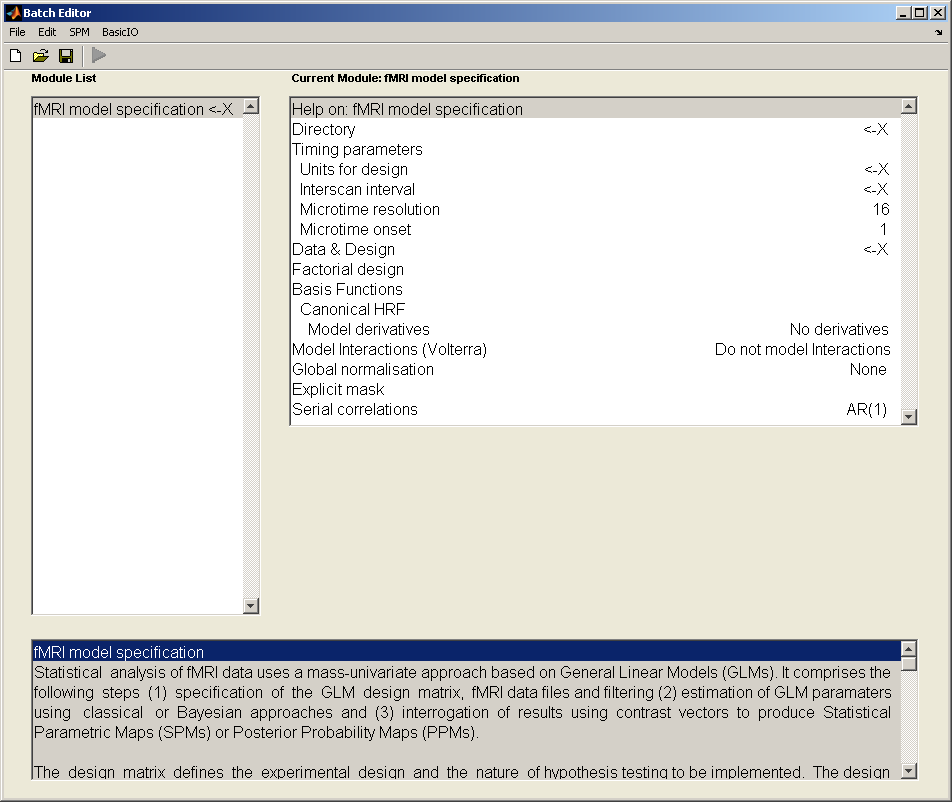 Batch Editor
File Edit SPM BasicIO
Module List
Current Module: fMRI model specification
fMRI model specification <-X
Help on: fMRI model specification
Directory <-X
Timing parameters
Units for design <-X
Interscan interval <-X
Microtime resolution 16
Microtime onset 1
Data & Design <-X
Factorial design
Basis Functions
Canonical HRF
Model derivatives No derivatives
Model Interactions (Volterra) Do not model Interactions
Global normalisation None
Explicit mask
Serial correlations AR(1)
fMRI model specification
Statistical analysis of fMRI data uses a mass-univariate approach based on General Linear Models (GLMs). It comprises the
following steps (1) specification of the GLM design matrix, fMRI data files and filtering (2) estimation of GLM paramaters
using classical or Bayesian approaches and (3) interrogation of results using contrast vectors to produce Statistical
Parametric Maps (SPMs) or Posterior Probability Maps (PPMs).
The design matrix defines the experimental design and the nature of hypothesis testing to be implemented. The design